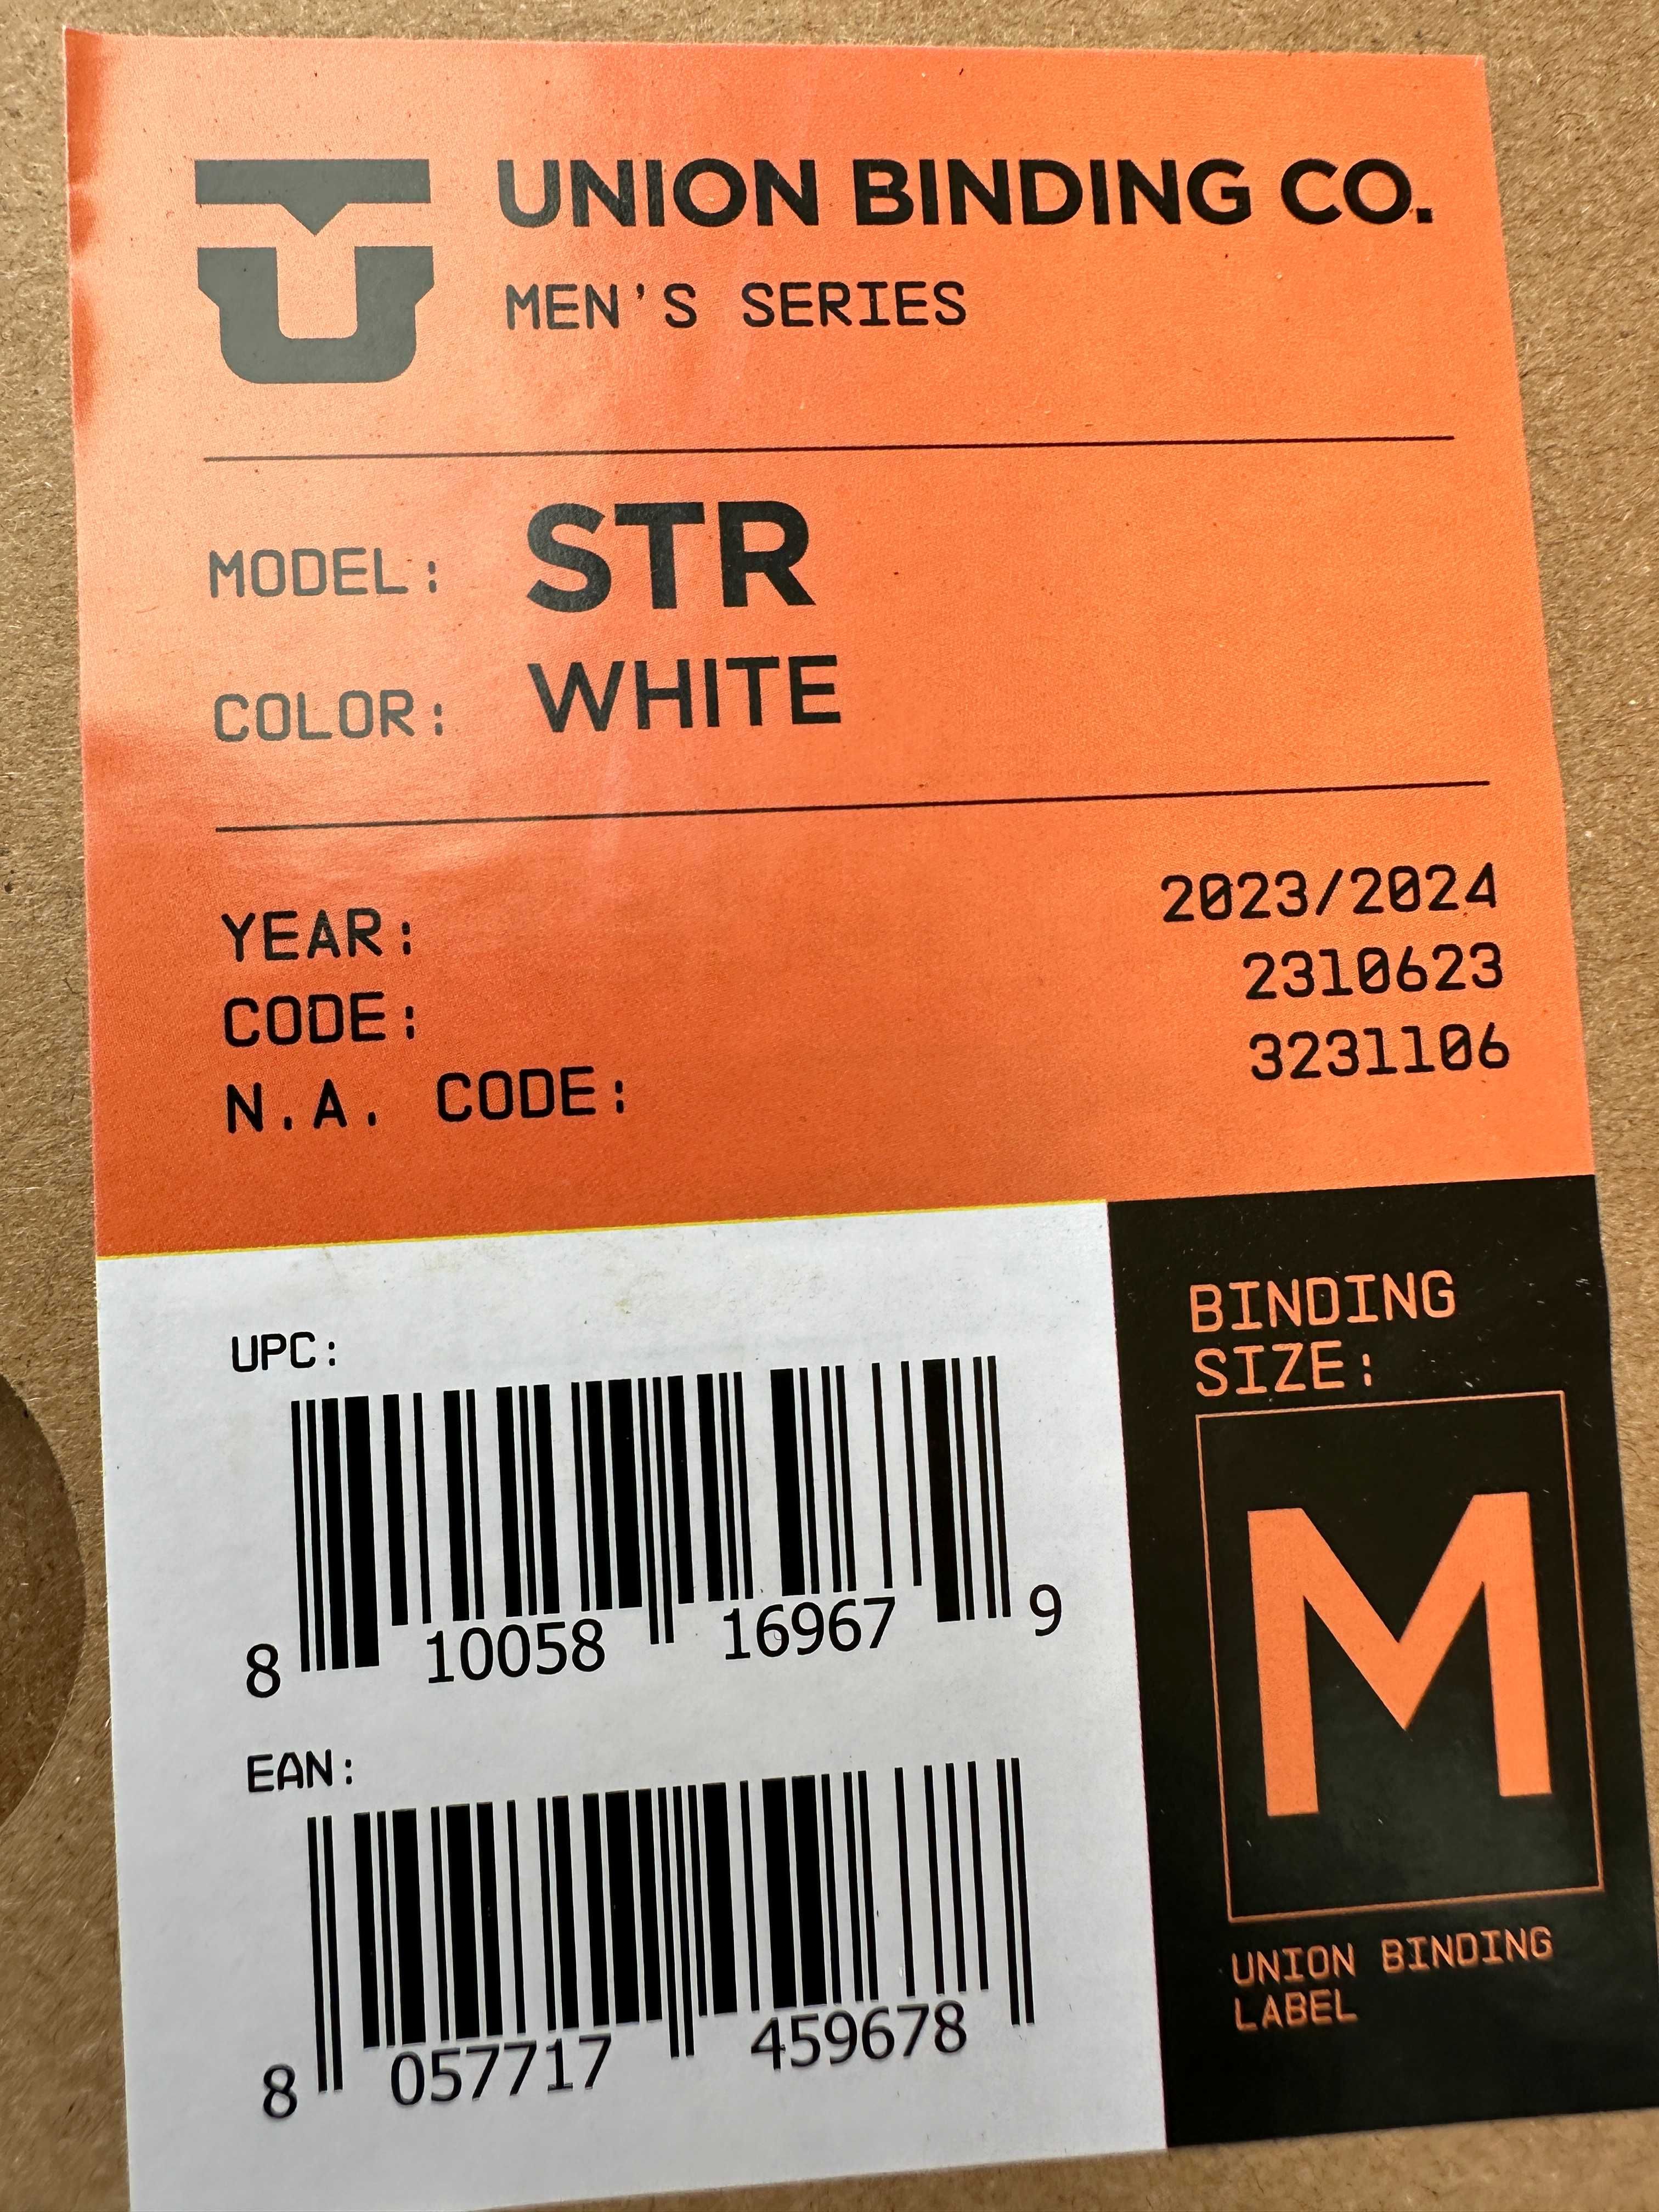 UNION BINDING CO.
MEN'S SERIES
MODEL: STR
COLOR: WHITE
YEAR: 2023/2024
CODE: 2310623
N.A. CODE: 3231106
UPC:
8 10058 16967 9
EAN:
8 057717 459678
BINDING
SIZE:
M
UNION BINDING
LABEL